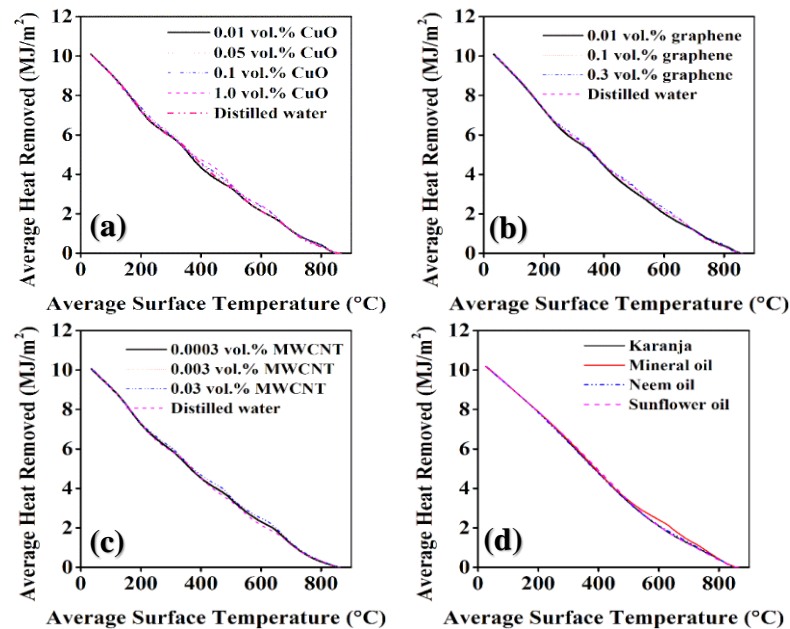 0.01 vol.% CuO
0.05 vol.% CuO
0.1 vol.% CuO
1.0 vol.% CuO
Distilled water
(a)
Average Heat Removed (MJ/m²)
12
10
8
6
4
2
0
0 200 400 600 800
Average Surface Temperature (°C)
0.01 vol.% graphene
0.1 vol.% graphene
0.3 vol.% graphene
Distilled water
(b)
Average Heat Removed (MJ/m²)
12
10
8
6
4
2
0
0 200 400 600 800
Average Surface Temperature (°C)
0.0003 vol.% MWCNT
0.003 vol.% MWCNT
0.03 vol.% MWCNT
Distilled water
(c)
Average Heat Removed (MJ/m²)
12
10
8
6
4
2
0
0 200 400 600 800
Average Surface Temperature (°C)
Karanja
Mineral oil
Neem oil
Sunflower oil
(d)
Average Heat Removed (MJ/m²)
12
10
8
6
4
2
0
0 200 400 600 800
Average Surface Temperature (°C)